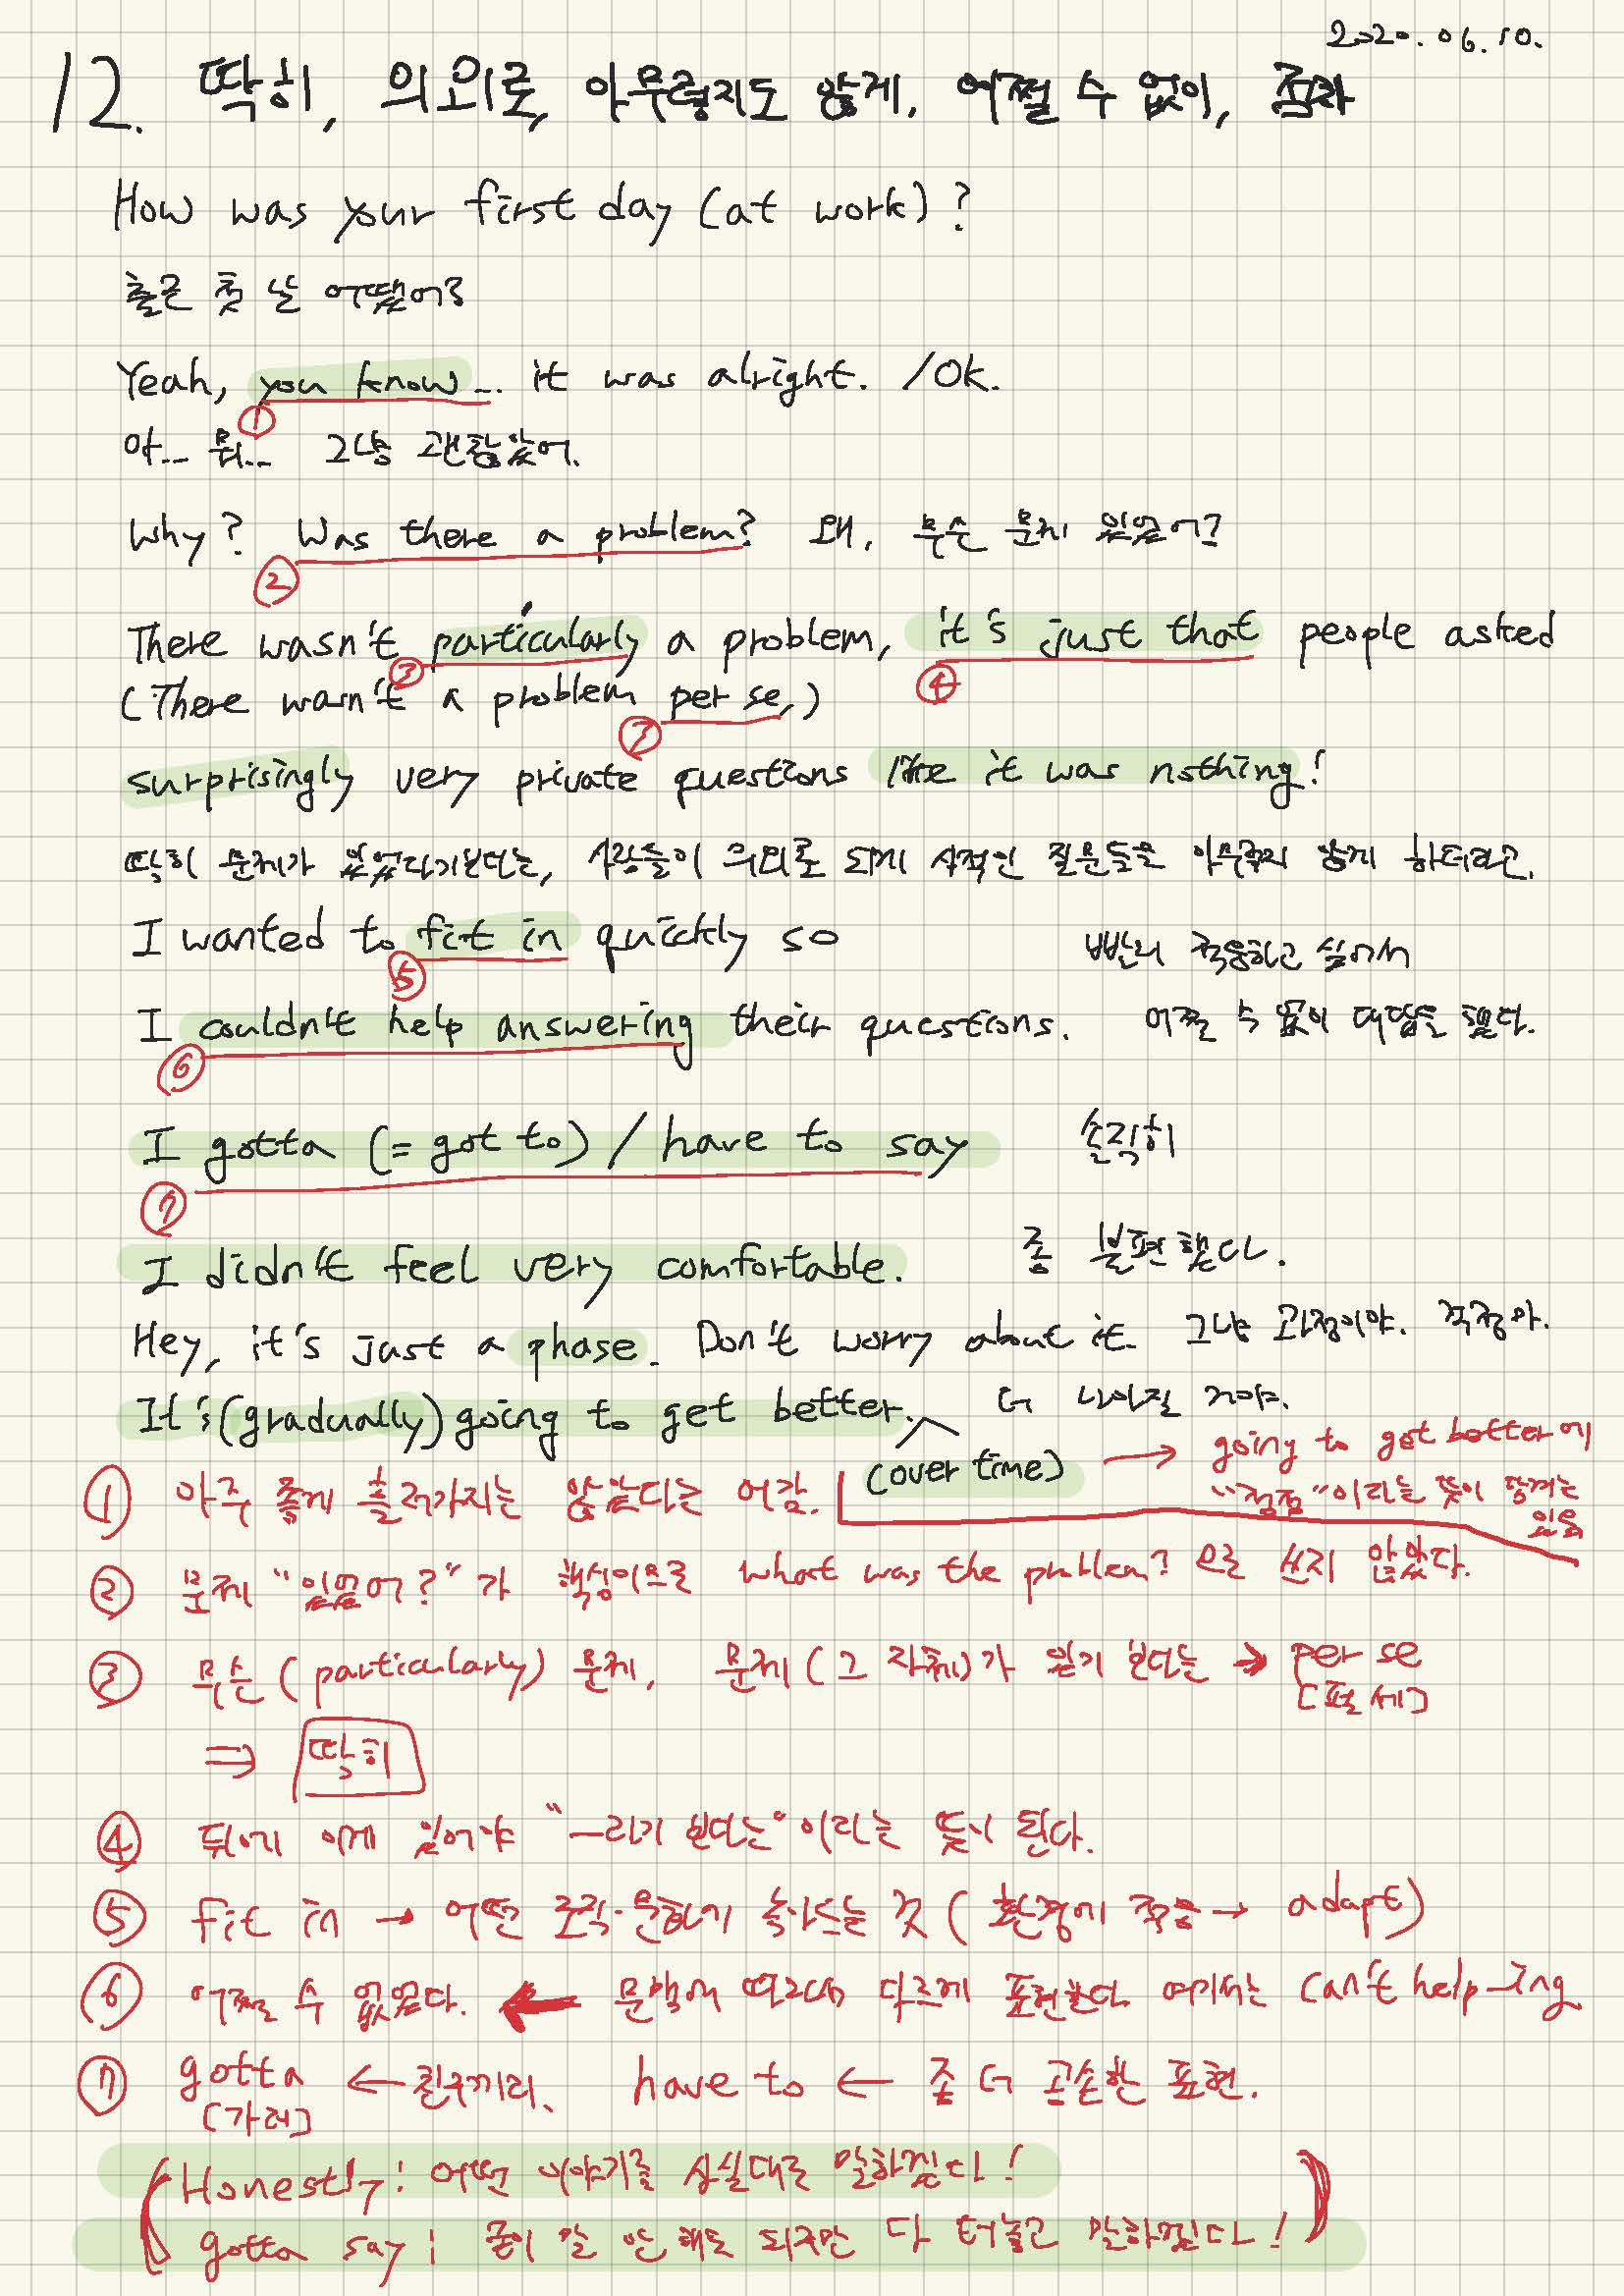 2020.06.10.
12. 딱히, 의외로, 아무렇지도 않게, 어쩔 수 없이, 점차
How was your first day (at work)?
출근 첫 날 어땠어?
Yeah, you know... it was alright. /Ok.
①
아... 뭐... 그냥 괜찮았어.
Why? Was there a problem? 왜, 무슨 문제 있었어?
②
There wasn't particularly a problem, it's just that people asked
③ ④
(There wasn't a problem per se,)
⑦
surprisingly very private questions like it was nothing!
딱히 문제가 있었다기보다는, 사람들이 의외로 되게 사적인 질문들을 아무렇지 않게 하더라고.
I wanted to fit in quickly so 빨리 적응하고 싶어서
⑤
I couldn't help answering their questions. 어쩔 수 없이 대답을 했다.
⑥
I gotta (= got to) / have to say 솔직히
⑦
I didn't feel very comfortable. 좀 불편했다.
Hey, it's just a phase. Don't worry about it. 그냥 과정이야. 걱정마.
It's (gradually) going to get better. 더 나아질 거야.
(over time) → going to get better에
"점점"이라는 뜻이 담겨는
있음
① 아주 좋게 흘러가지는 않았다는 어감.
② 문제 "있었어?"가 핵심이므로 what was the problem? 으로 쓰지 않았다.
③ 무슨 (particularly) 문제, 문제(그 자체)가 있기 보다는 → per se
[펄세]
⇒ 딱히
④ 뒤에 이게 있어야 "~라기 보다는"이라는 뜻이 된다.
⑤ fit in → 어떤 조직·문화에 녹아드는 것 (환경에 적응 → adapt)
⑥ 어쩔 수 없었다. ← 문맥에 따라 다르게 표현한다. 여기서는 can't help -ing
⑦ gotta ← 친구끼리. have to ← 좀 더 공손한 표현.
[가러]
(Honestly: 어떤 이야기를 사실대로 말하겠다!
gotta say: 굳이 말 안 해도 되지만 다 터놓고 말하겠다!)